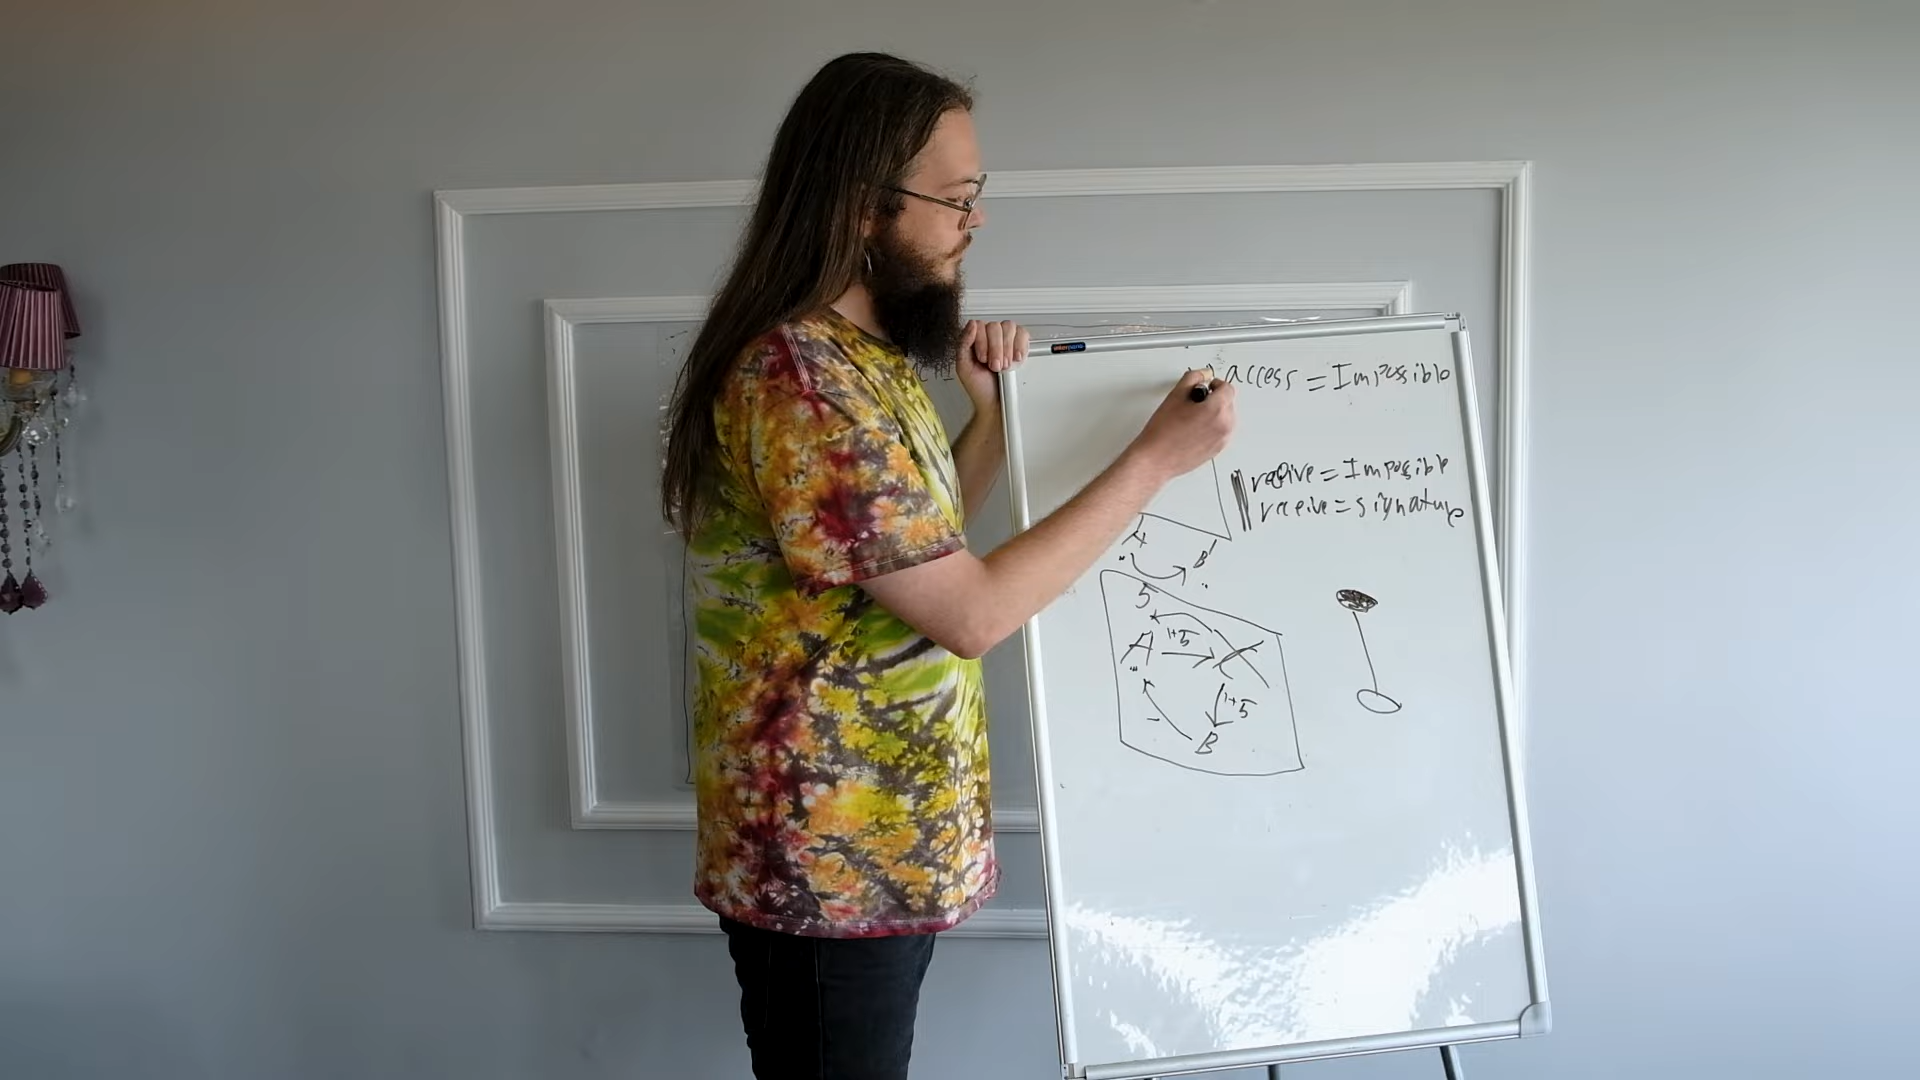 access = Impossible
receive = Impossible
receive = signature
A B
5
A 1+5 X
1+5
B